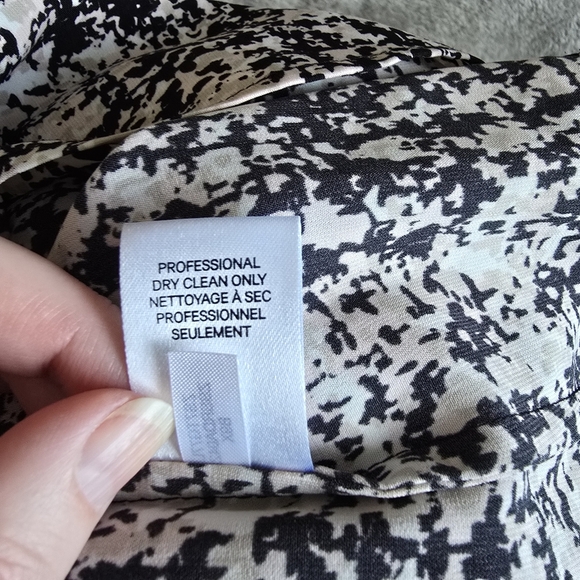 PROFESSIONAL
DRY CLEAN ONLY
NETTOYAGE À SEC
PROFESSIONNEL
SEULEMENT